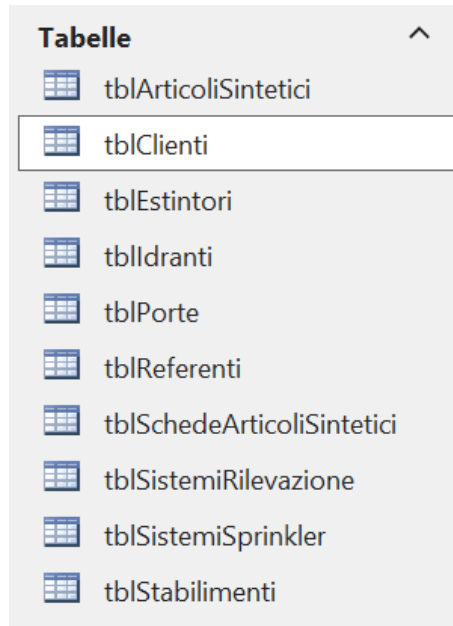 Tabelle
tblArticoliSintetici
tblClienti
tblEstintori
tblIdranti
tblPorte
tblReferenti
tblSchedeArticoliSintetici
tblSistemiRilevazione
tblSistemiSprinkler
tblStabilimenti